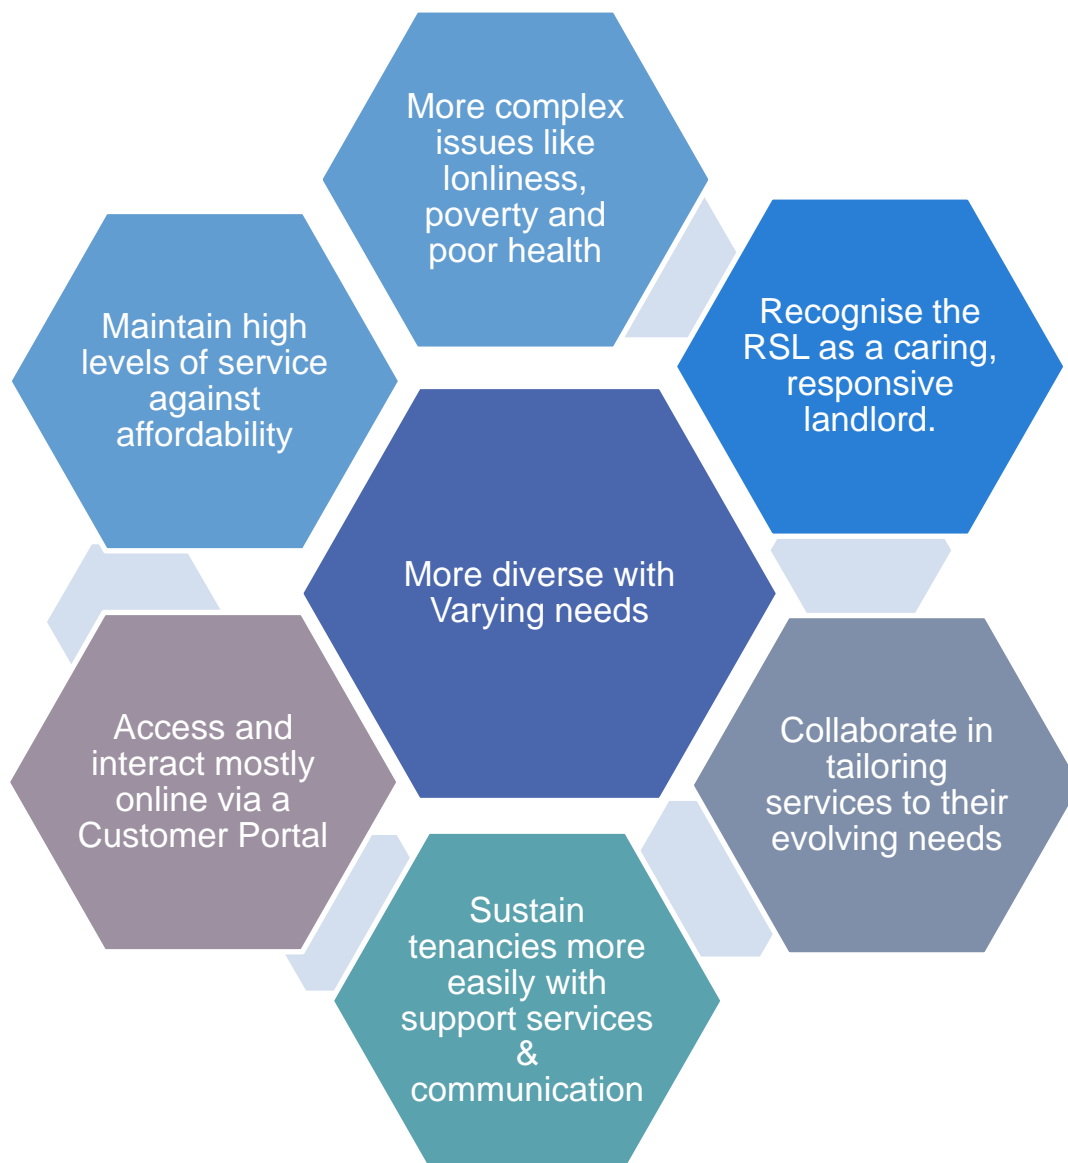 More complex
issues like
lonliness,
poverty and
poor health
Recognise the
RSL as a caring,
responsive
landlord.
Maintain high
levels of service
against
affordability
More diverse with
Varying needs
Access and
interact mostly
online via a
Customer Portal
Collaborate in
tailoring
services to their
evolving needs
Sustain
tenancies more
easily with
support services
&
communication